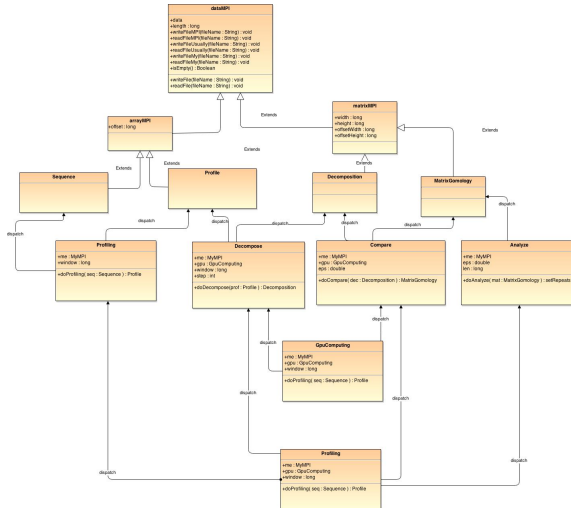 dataMPI
+data
+length : long
+writeFileMPI(fileName : String) : void
+readFileMPI(fileName : String) : void
+writeFileUsually(fileName : String) : void
+readFileUsually(fileName : String) : void
+writeFileMy(fileName : String) : void
+readFileMy(fileName : String) : void
+isEmpty() : Boolean
+writeFile(fileName : String) : void
+readFile(fileName : String) : void
arrayMPI
+offset : long
matrixMPI
+width : long
+height : long
+offsetWidth : long
+offsetHeight : long
Extends
Extends
Extends
Extends
Extends
Extends
Extends
Sequence
Profile
Decomposition
MatrixGomology
dispatch
dispatch
dispatch
dispatch
dispatch
dispatch
dispatch
Profiling
+me : MyMPI
+window : long
+doProfiling( seq : Sequence ) : Profile
Decompose
+me : MyMPI
+gpu : GpuComputing
+window : long
+step : int
+doDecompose(prof : Profile ) : Decomposition
Compare
+me : MyMPI
+gpu : GpuComputing
eps : double
+doCompare( dec : Decomposition ) : MatrixGomology
Analyze
+me : MyMPI
eps : double
len : long
+doAnalyze( mat : MatrixGomology ) : setRepeats
dispatch
dispatch
GpuComputing
+me : MyMPI
+gpu : GpuComputing
+window : long
+doProfiling( seq : Sequence ) : Profile
dispatch
dispatch
dispatch
dispatch
Profiling
+me : MyMPI
+gpu : GpuComputing
+window : long
+doProfiling( seq : Sequence ) : Profile